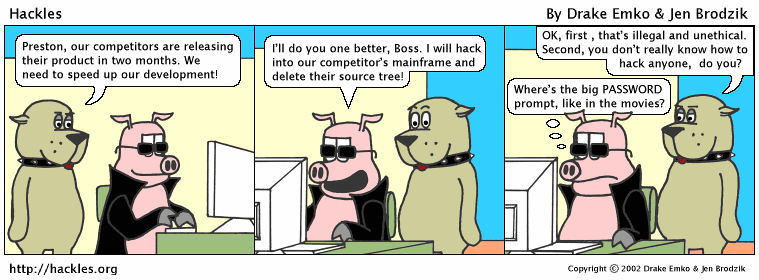 Hackles
By Drake Emko & Jen Brodzik
Preston, our competitors are releasing
their product in two months. We
need to speed up our development!
I'll do you one better, Boss. I will hack
into our competitor's mainframe and
delete their source tree!
OK, first , that's illegal and unethical.
Second, you don't really know how to
hack anyone, do you?
Where's the big PASSWORD
prompt, like in the movies?
http://hackles.org
Copyright © 2002 Drake Emko & Jen Brodzik